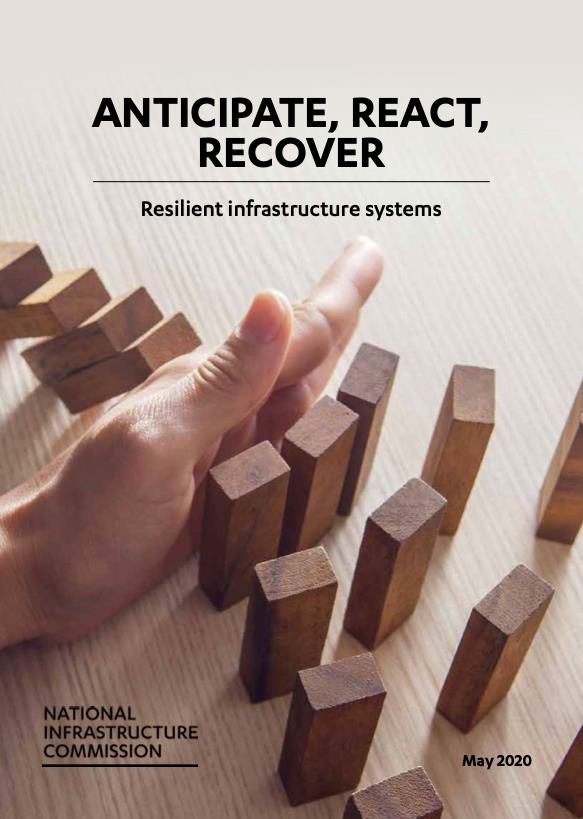 ANTICIPATE, REACT,
RECOVER
Resilient infrastructure systems
NATIONAL
INFRASTRUCTURE
COMMISSION
May 2020